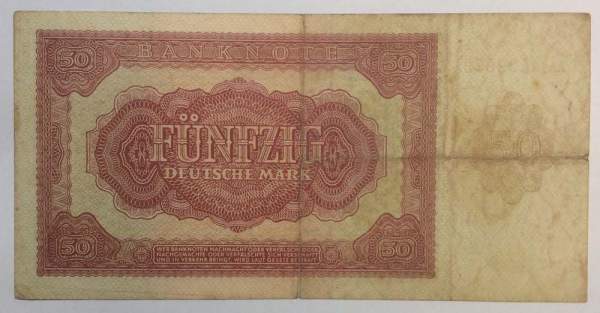 50 BANKNOTE 50
FÜNFZIG
DEUTSCHE MARK
50 50
WER BANKNOTEN NACHMACHT ODER VERFÄLSCHT ODER
NACHGEMACHTE ODER VERFÄLSCHTE SICH VERSCHAFFT
UND IN VERKEHR BRINGT, WIRD LAUT GESETZ BESTRAFT